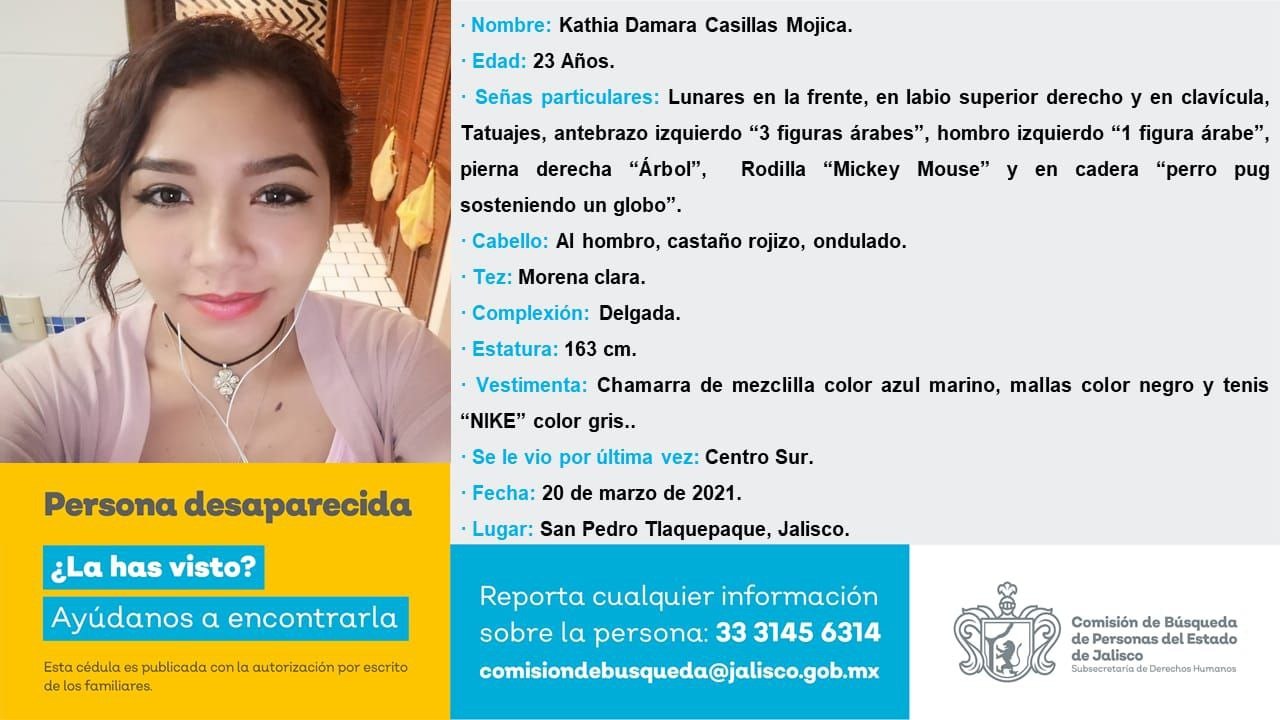 · Nombre: Kathia Damara Casillas Mojica.
· Edad: 23 Años.
· Señas particulares: Lunares en la frente, en labio superior derecho y en clavícula,
Tatuajes, antebrazo izquierdo “3 figuras árabes”, hombro izquierdo “1 figura árabe”,
pierna derecha “Árbol”, Rodilla “Mickey Mouse” y en cadera “perro pug
sosteniendo un globo”.
· Cabello: Al hombro, castaño rojizo, ondulado.
· Tez: Morena clara.
· Complexión: Delgada.
· Estatura: 163 cm.
· Vestimenta: Chamarra de mezclilla color azul marino, mallas color negro y tenis
“NIKE” color gris..
· Se le vio por última vez: Centro Sur.
· Fecha: 20 de marzo de 2021.
· Lugar: San Pedro Tlaquepaque, Jalisco.
Persona desaparecida
¿La has visto?
Ayúdanos a encontrarla
Esta cédula es publicada con la autorización por escrito
de los familiares.
Reporta cualquier información
sobre la persona: 33 3145 6314
comisiondebusqueda@jalisco.gob.mx
Comisión de Búsqueda
de Personas del Estado
de Jalisco
Subsecretaría de Derechos Humanos